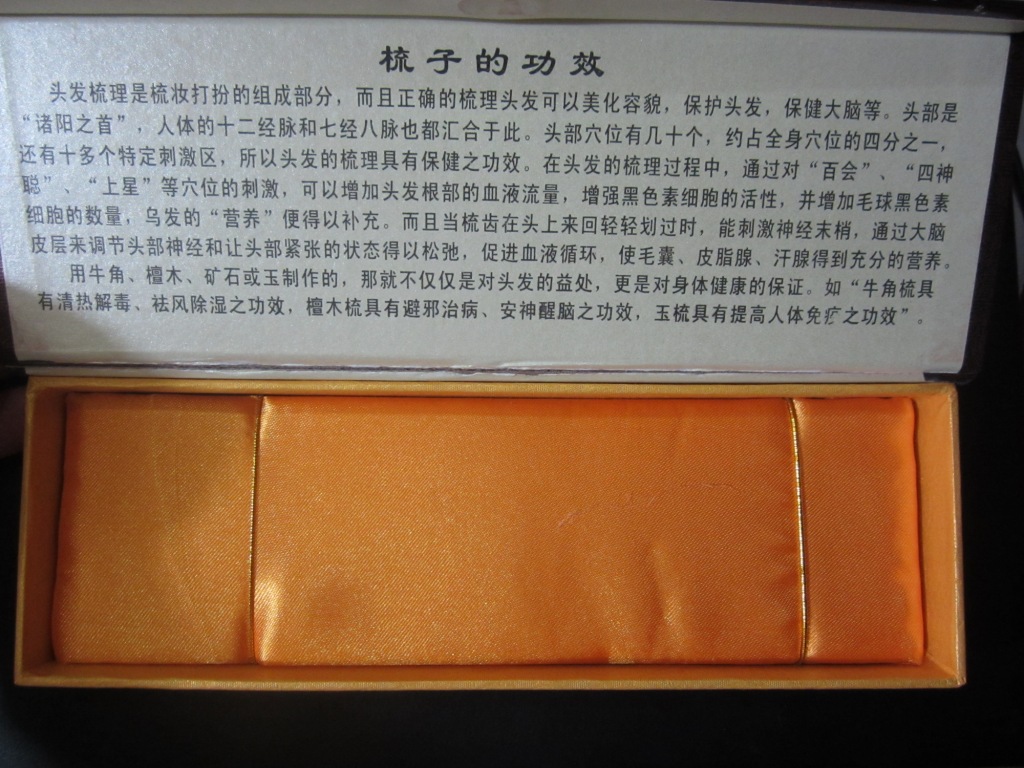 梳子的功效
头发梳理是梳妆打扮的组成部分，而且正确的梳理头发可以美化容貌，保护头发，保健大脑等。头部是
“诸阳之首”，人体的十二经脉和七经八脉也都汇合于此。头部穴位有几十个，约占全身穴位的四分之一，
还有十多个特定刺激区，所以头发的梳理具有保健之功效。在头发的梳理过程中，通过对“百会”、“四神
聪”、“上星”等穴位的刺激，可以增加头发根部的血液流量，增强黑色素细胞的活性，并增加毛球黑色素
细胞的数量，乌发的“营养”便得以补充。而且当梳齿在头上来回轻轻划过时，能刺激神经末梢，通过大脑
皮层来调节头部神经和让头部紧张的状态得以松弛，促进血液循环，使毛囊、皮脂腺、汗腺得到充分的营养。
用牛角、檀木、矿石或玉制作的，那就不仅仅是对头发的益处，更是对身体健康的保证。如“牛角梳具
有清热解毒、祛风除湿之功效，檀木梳具有避邪治病、安神醒脑之功效，玉梳具有提高人体免疫之功效”。